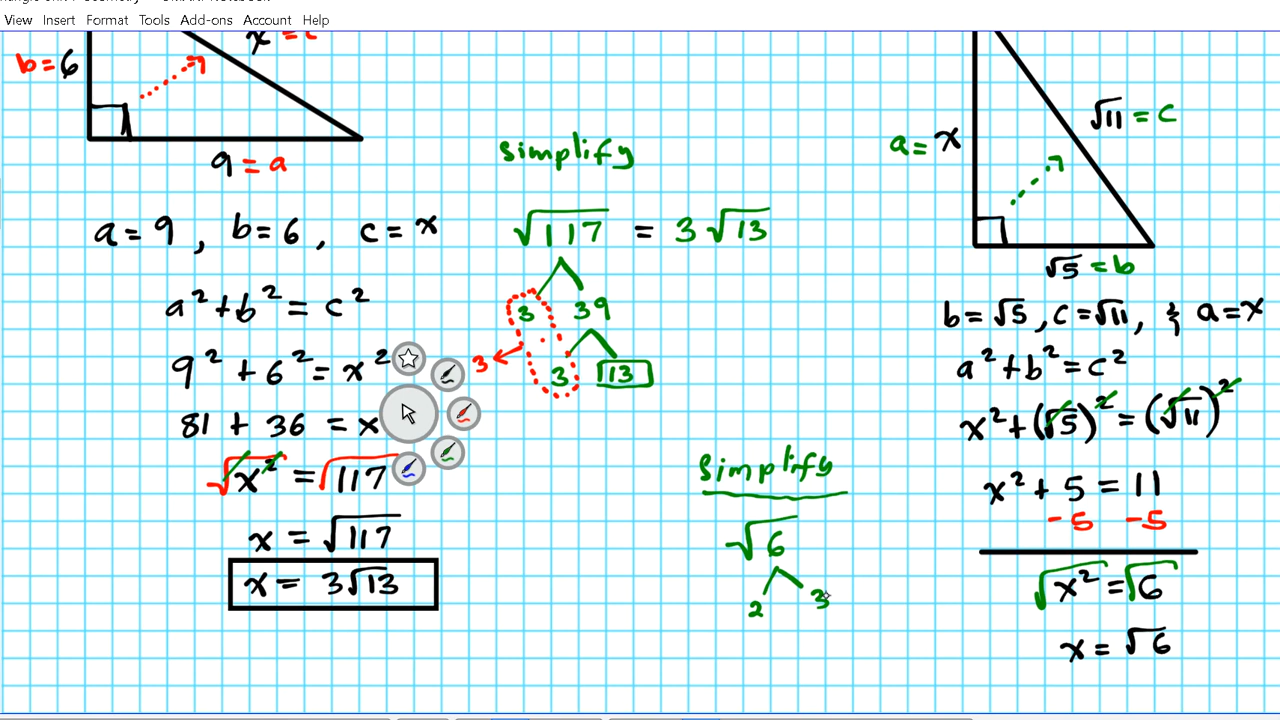 View Insert Format Tools Add-ons Account Help
b = 6
x = c
9 = a
a = 9 , b = 6 , c = x
a² + b² = c²
9² + 6² = x²
81 + 36 = x
√x² = √117
x = √117
x = 3√13
simplify
√117 = 3√13
3 39
3
3 √13
simplify
√6
2 3
a = x
√11 = c
√5 = b
b = √5 , c = √11 , & a = x
a² + b² = c²
x² + (√5)² = (√11)²
x² + 5 = 11
-5 -5
√x² = √6
x = √6